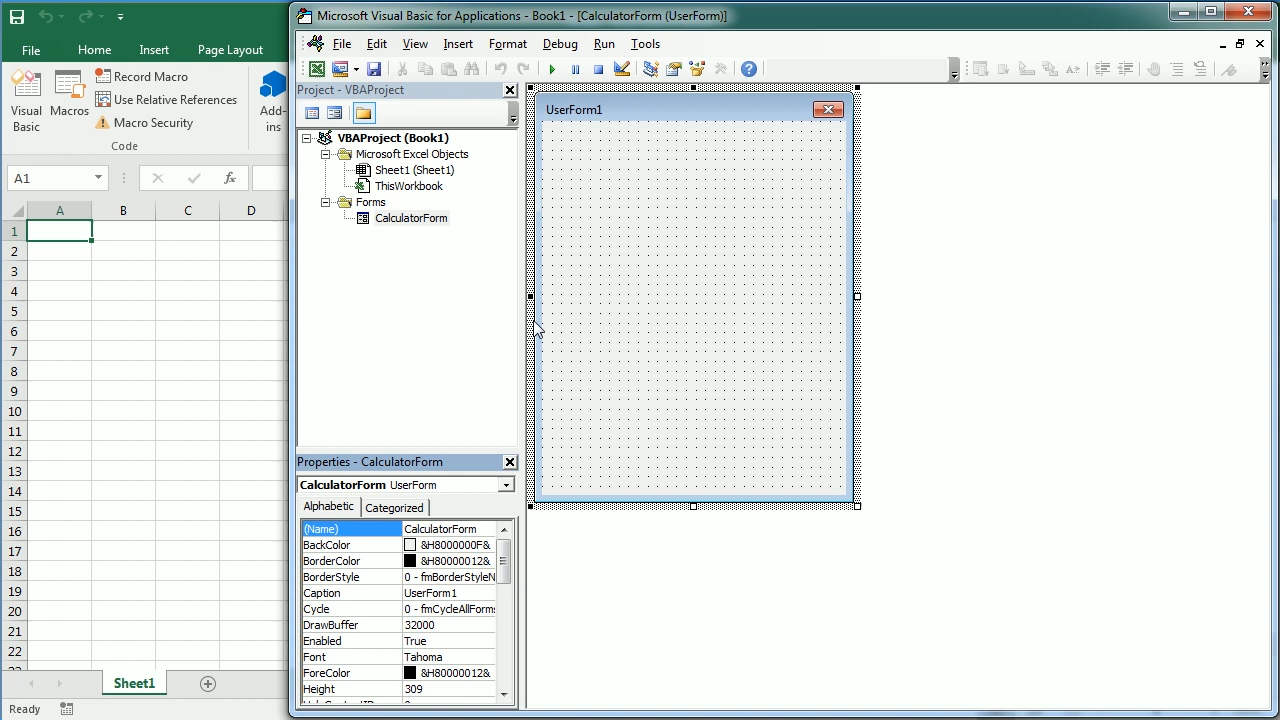 Microsoft Visual Basic for Applications - Book1 - [CalculatorForm (UserForm)]
File Home Insert Page Layout
File Edit View Insert Format Debug Run Tools
Visual Basic
Macros
Record Macro
Use Relative References
Macro Security
Add-ins
Code
A1
fx
A B C D
1
2
3
4
5
6
7
8
9
10
11
12
13
14
15
16
17
18
19
20
21
22
Sheet1
Ready
Project - VBAProject
VBAProject (Book1)
Microsoft Excel Objects
Sheet1 (Sheet1)
ThisWorkbook
Forms
CalculatorForm
Properties - CalculatorForm
CalculatorForm UserForm
Alphabetic Categorized
(Name) CalculatorForm
BackColor &H8000000F&
BorderColor &H80000012&
BorderStyle 0 - fmBorderStyleN
Caption UserForm1
Cycle 0 - fmCycleAllForms
DrawBuffer 32000
Enabled True
Font Tahoma
ForeColor &H80000012&
Height 309
UserForm1